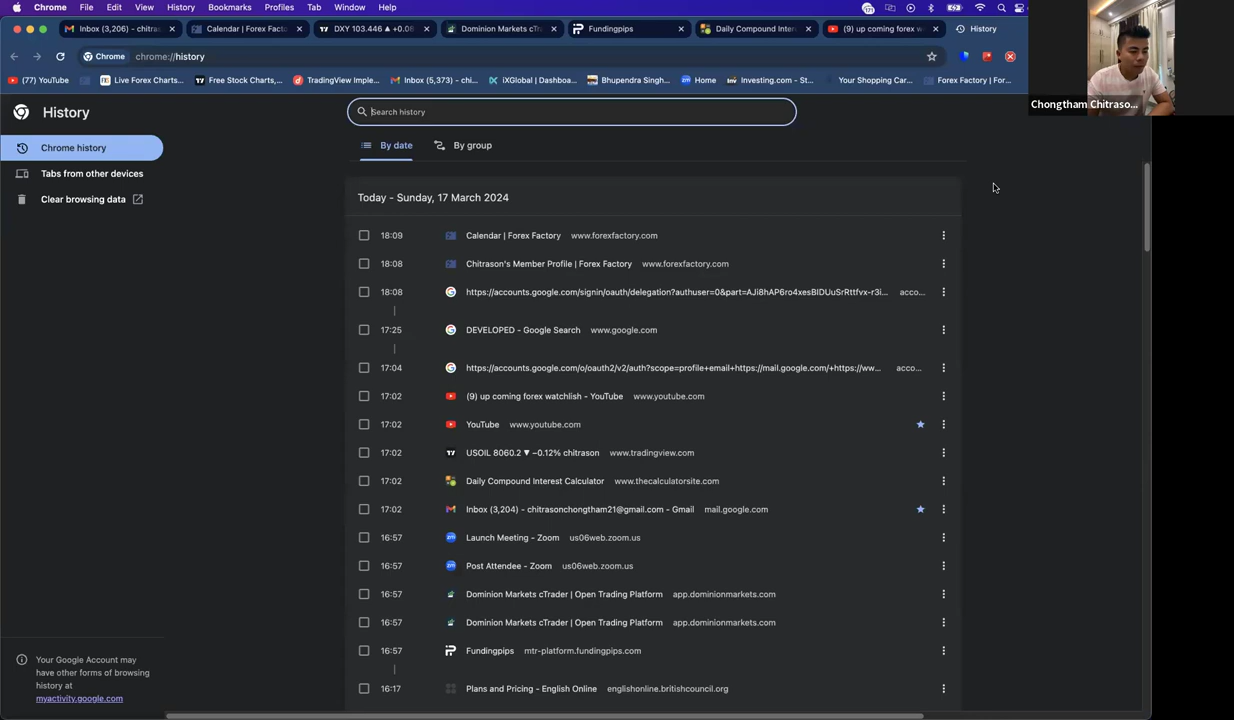 Chrome File Edit View History Bookmarks Profiles Tab Window Help
Inbox (3,206) - chitras Calendar | Forex Fact DXY 103.446 ▲ +0.0 Dominion Markets cT Fundingpips Daily Compound Inter (9) up coming forex w History
Chrome chrome://history
(77) YouTube Live Forex Charts... Free Stock Charts,... TradingView Imple... Inbox (5,373) - chi... iXGlobal | Dashboa... Bhupendra Singh... Home Investing.com - St... Your Shopping Car... Forex Factory | For...
Chongtham Chitraso...
History
Search history
Chrome history
Tabs from other devices
Clear browsing data
By date By group
Today - Sunday, 17 March 2024
18:09 Calendar | Forex Factory www.forexfactory.com
18:08 Chitrason's Member Profile | Forex Factory www.forexfactory.com
18:08 https://accounts.google.com/signin/oauth/delegation?authuser=0&part=AJi8hAP6ro4xesBIDUuSrRttfvx-r3i... acco...
17:25 DEVELOPED - Google Search www.google.com
17:04 https://accounts.google.com/o/oauth2/v2/auth?scope=profile+email+https://mail.google.com/+https://ww... acco...
17:02 (9) up coming forex watchlish - YouTube www.youtube.com
17:02 YouTube www.youtube.com
17:02 USOIL 8060.2 ▼ −0.12% chitrason www.tradingview.com
17:02 Daily Compound Interest Calculator www.thecalculatorsite.com
17:02 Inbox (3,204) - chitrasonchongtham21@gmail.com - Gmail mail.google.com
16:57 Launch Meeting - Zoom us06web.zoom.us
16:57 Post Attendee - Zoom us06web.zoom.us
16:57 Dominion Markets cTrader | Open Trading Platform app.dominionmarkets.com
16:57 Dominion Markets cTrader | Open Trading Platform app.dominionmarkets.com
16:57 Fundingpips mtr-platform.fundingpips.com
16:17 Plans and Pricing - English Online englishonline.britishcouncil.org
Your Google Account may
have other forms of browsing
history at
myactivity.google.com